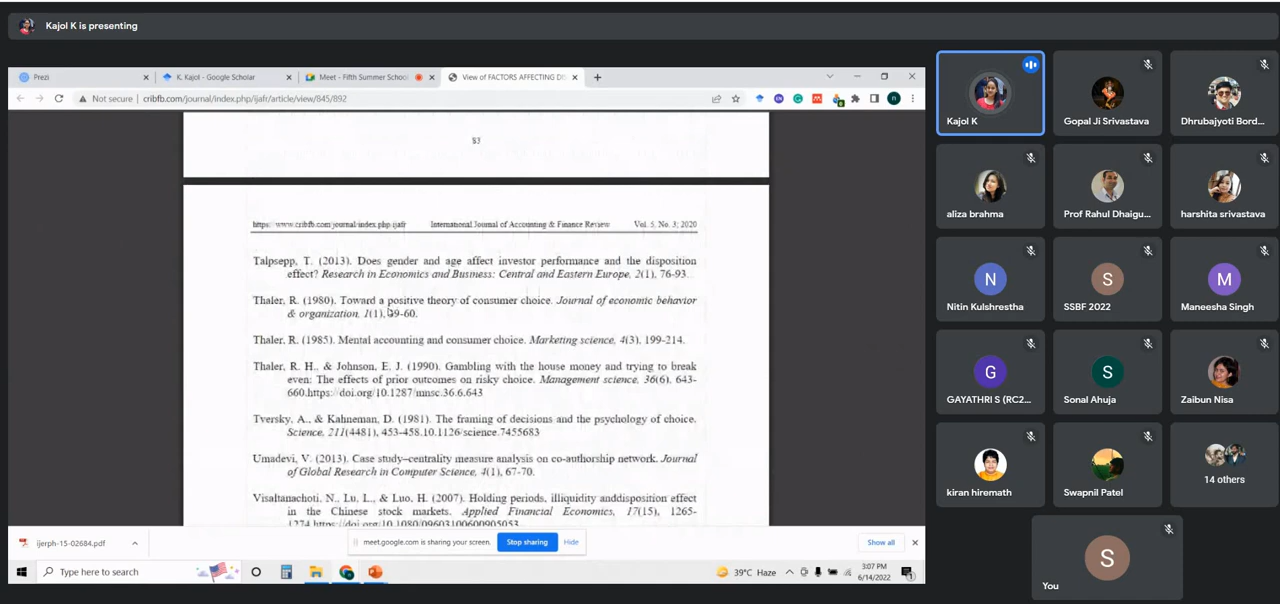 Kajol K is presenting
Prezi
K. Kajol - Google Scholar
Meet - Fifth Summer School
View of FACTORS AFFECTING DI
Not secure | cribfb.com/journal/index.php/ijafr/article/view/845/892
53
https://www.cribfb.com/journal/index.php.ijafr International Journal of Accounting & Finance Review Vol. 5, No. 3; 2020
Talpsepp, T. (2013). Does gender and age affect investor performance and the disposition
effect? Research in Economics and Business: Central and Eastern Europe, 2(1), 76-93.
Thaler, R. (1980). Toward a positive theory of consumer choice. Journal of economic behavior
& organization, 1(1), 39-60.
Thaler, R. (1985). Mental accounting and consumer choice. Marketing science, 4(3), 199-214.
Thaler, R. H., & Johnson, E. J. (1990). Gambling with the house money and trying to break
even: The effects of prior outcomes on risky choice. Management science, 36(6), 643-
660.https://doi.org/10.1287/mnsc.36.6.643
Tversky, A., & Kahneman, D. (1981). The framing of decisions and the psychology of choice.
Science, 211(4481), 453-458.10.1126/science.7455683
Umadevi, V. (2013). Case study–centrality measure analysis on co-authorship network. Journal
of Global Research in Computer Science, 4(1), 67-70.
Visaltanachoti, N., Lu, L., & Luo, H. (2007). Holding periods, illiquidity anddisposition effect
in the Chinese stock markets. Applied Financial Economics, 17(15), 1265-
1274.https://doi.org/10.1080/09603100600905053
ijerph-15-02684.pdf
meet.google.com is sharing your screen.
Stop sharing
Hide
Show all
Type here to search
39°C Haze
3:07 PM
6/14/2022
1
Kajol K
Gopal Ji Srivastava
Dhrubajyoti Bord...
aliza brahma
Prof Rahul Dhaigu...
harshita srivastava
N
Nitin Kulshrestha
S
SSBF 2022
M
Maneesha Singh
G
GAYATHRI S (RC2...
S
Sonal Ahuja
Zaibun Nisa
kiran hiremath
Swapnil Patel
14 others
S
You